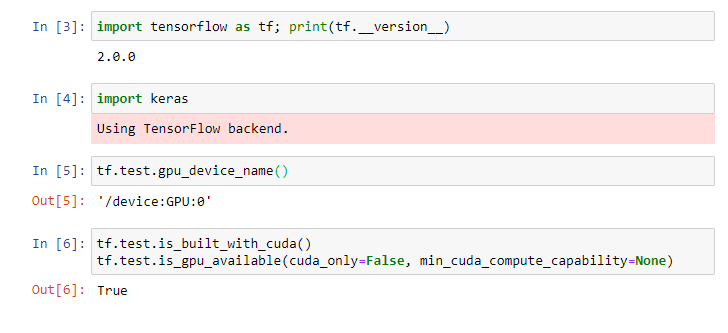 In [3]: import tensorflow as tf; print(tf.__version__)
2.0.0
In [4]: import keras
Using TensorFlow backend.
In [5]: tf.test.gpu_device_name()
Out[5]: '/device:GPU:0'
In [6]: tf.test.is_built_with_cuda()
tf.test.is_gpu_available(cuda_only=False, min_cuda_compute_capability=None)
Out[6]: True